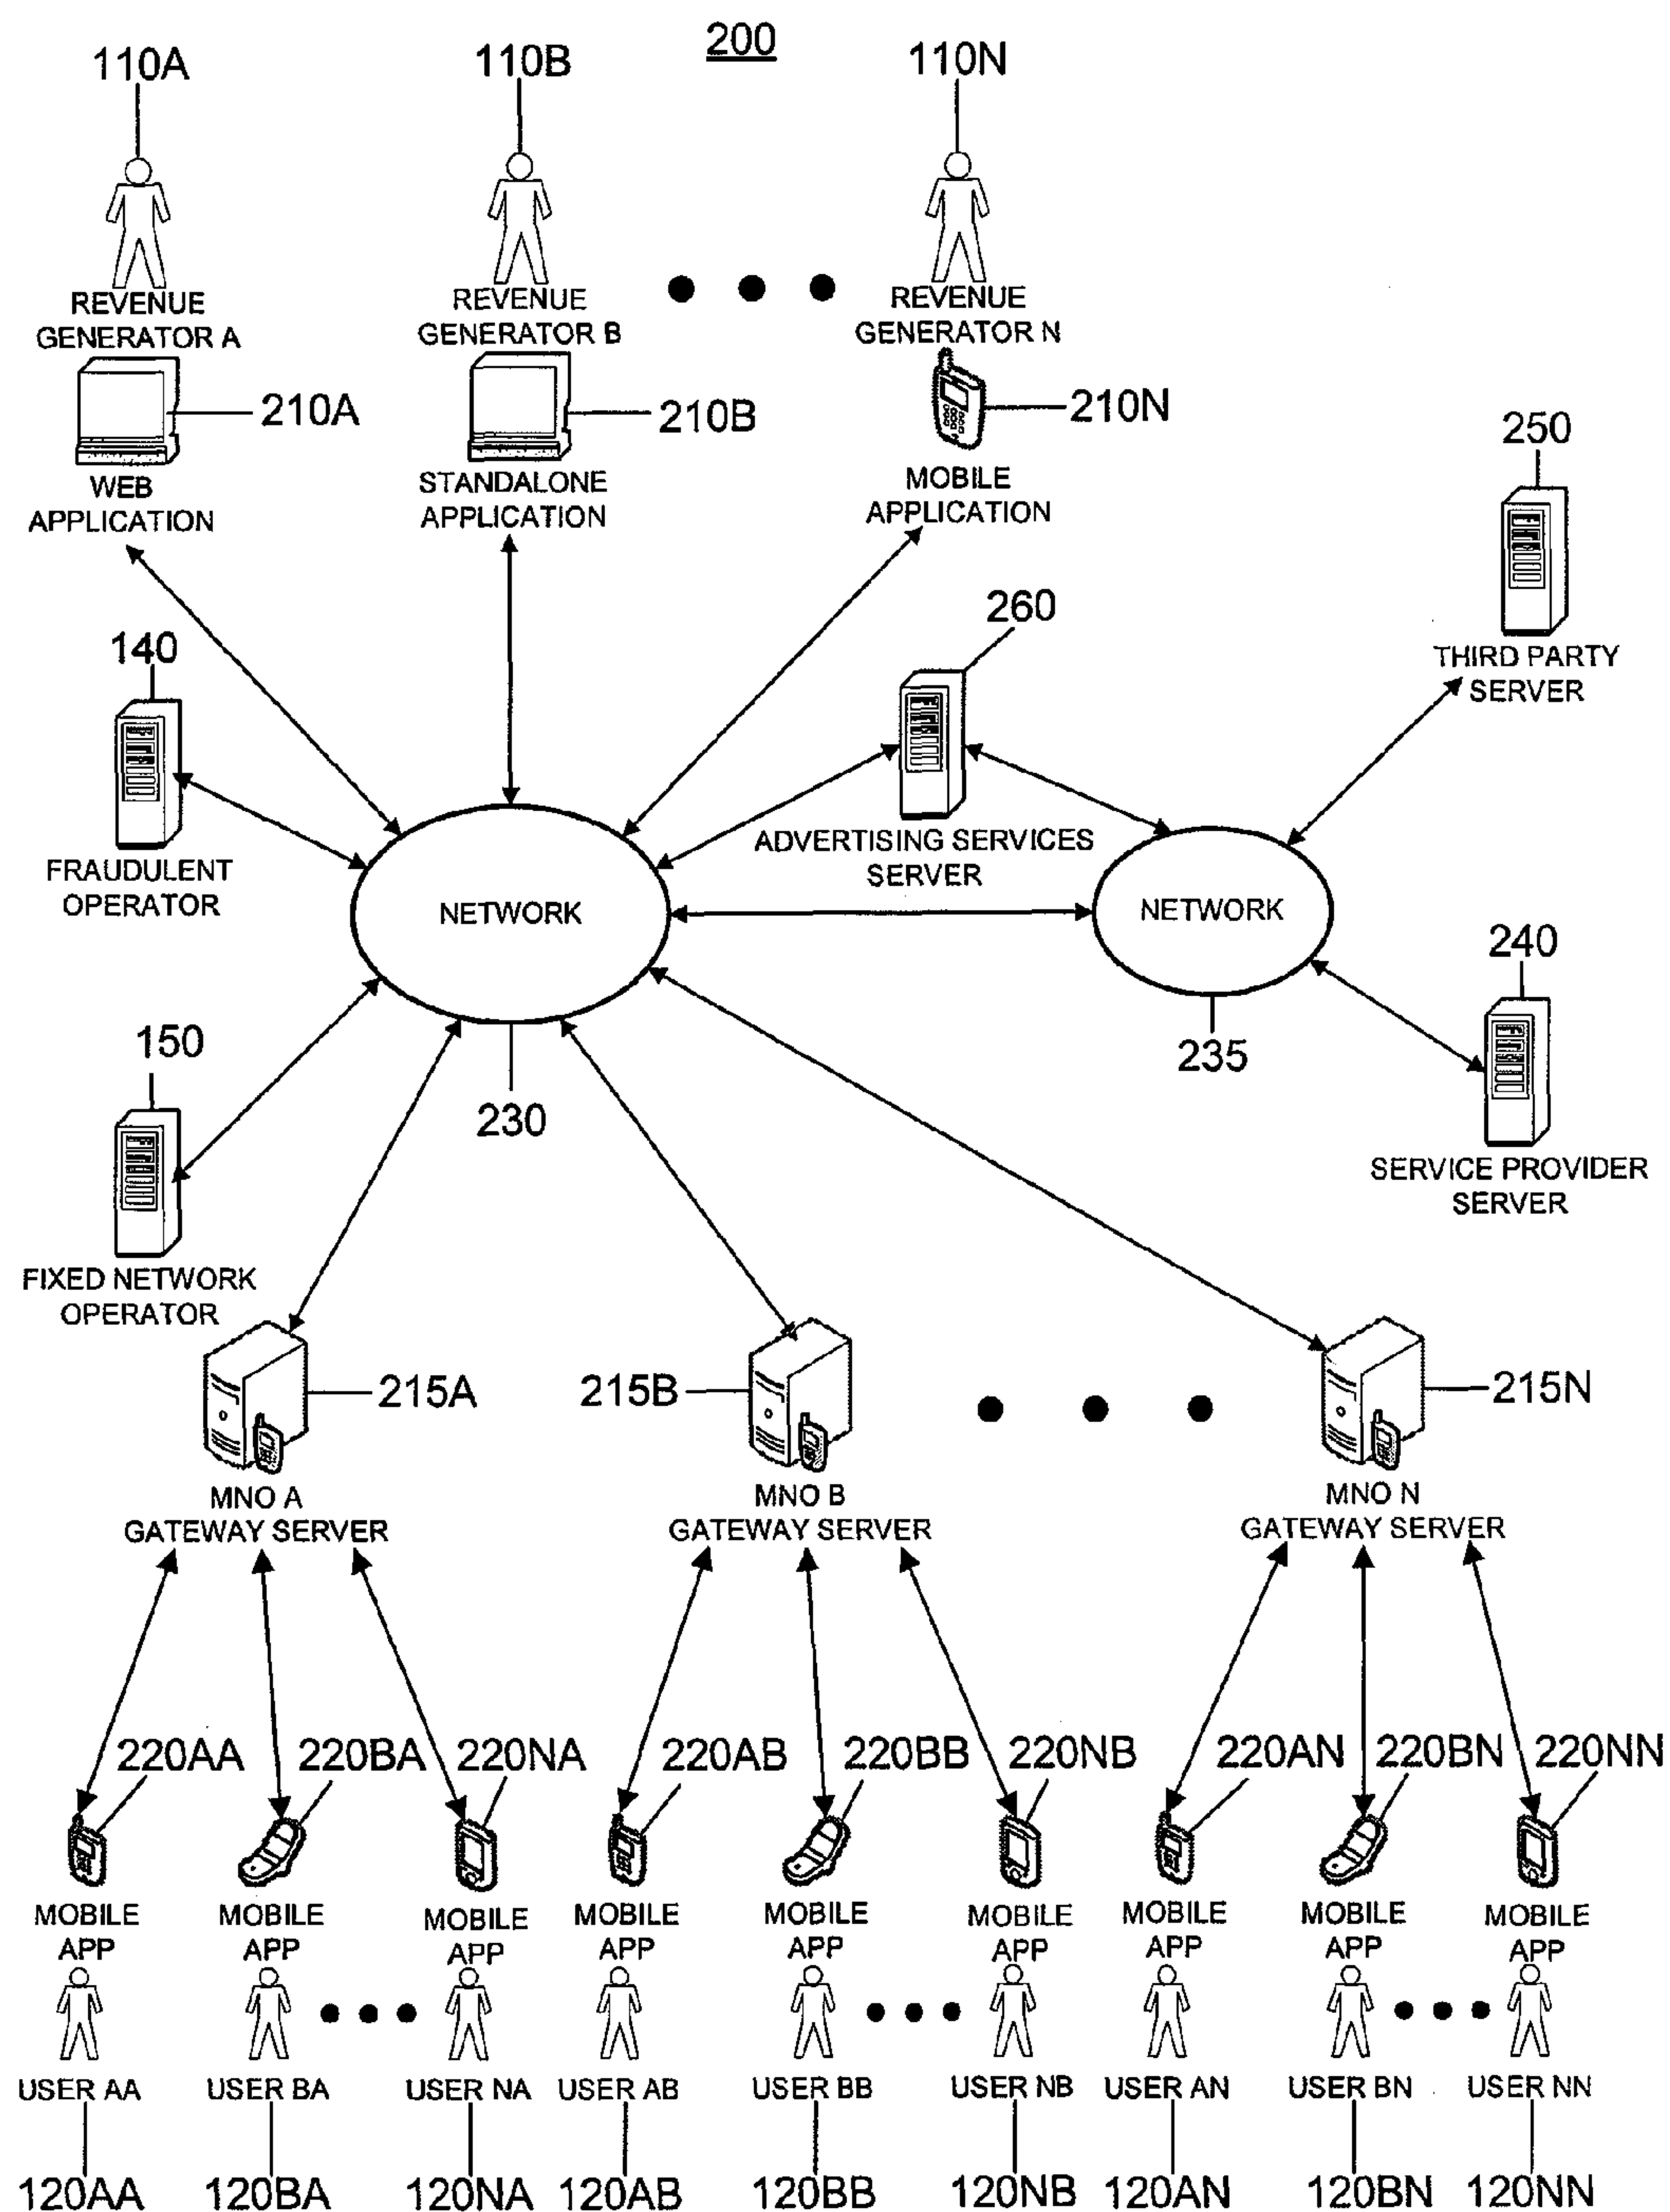 200
110A
110B
110N
REVENUE
GENERATOR A
REVENUE
GENERATOR B
REVENUE
GENERATOR N
210A
210B
210N
WEB
APPLICATION
STANDALONE
APPLICATION
MOBILE
APPLICATION
250
THIRD PARTY
SERVER
260
ADVERTISING SERVICES
SERVER
140
FRAUDULENT
OPERATOR
NETWORK
230
NETWORK
235
240
SERVICE PROVIDER
SERVER
150
FIXED NETWORK
OPERATOR
215A
215B
215N
MNO A
GATEWAY SERVER
MNO B
GATEWAY SERVER
MNO N
GATEWAY SERVER
220AA
220BA
220NA
220AB
220BB
220NB
220AN
220BN
220NN
MOBILE
APP
MOBILE
APP
MOBILE
APP
MOBILE
APP
MOBILE
APP
MOBILE
APP
MOBILE
APP
MOBILE
APP
MOBILE
APP
USER AA
USER BA
USER NA
USER AB
USER BB
USER NB
USER AN
USER BN
USER NN
120AA
120BA
120NA
120AB
120BB
120NB
120AN
120BN
120NN